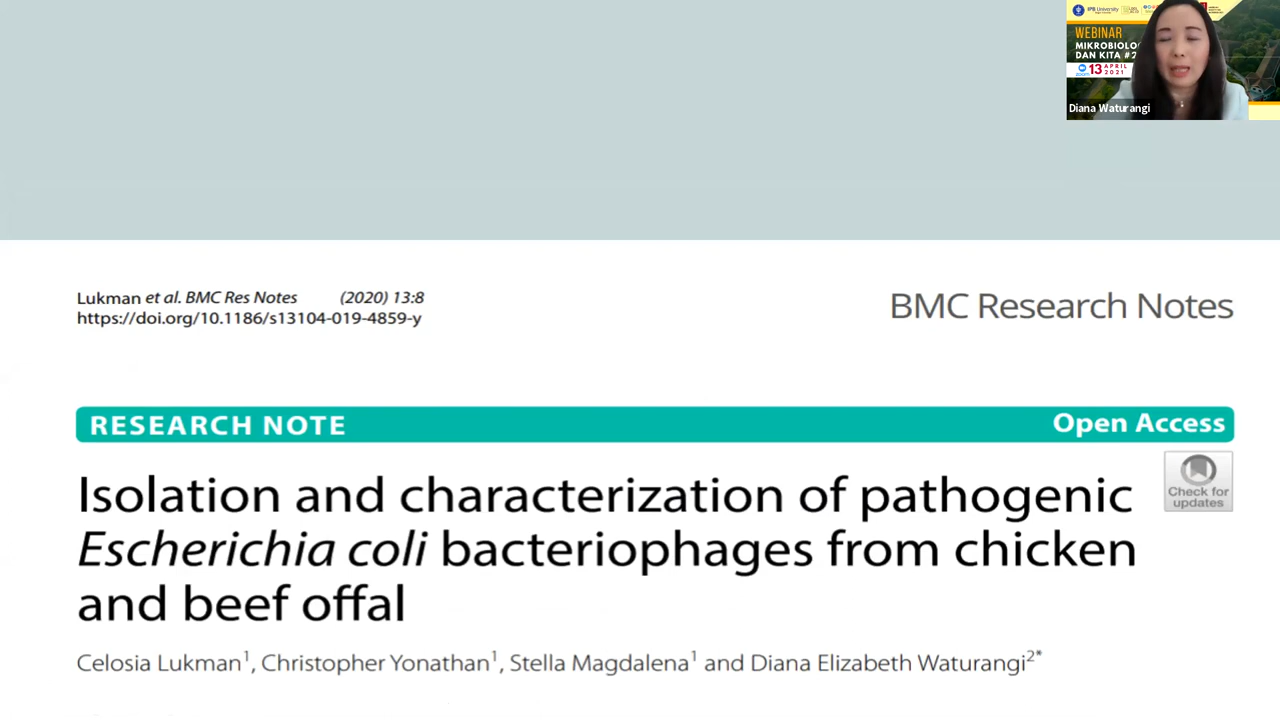 IPB University
WEBINAR
MIKROBIOLO
DAN KITA #2
zoom 13 APRIL 2021
Diana Waturangi
Lukman et al. BMC Res Notes (2020) 13:8
https://doi.org/10.1186/s13104-019-4859-y
BMC Research Notes
RESEARCH NOTE
Open Access
Check for
updates
Isolation and characterization of pathogenic
Escherichia coli bacteriophages from chicken
and beef offal
Celosia Lukman1, Christopher Yonathan1, Stella Magdalena1 and Diana Elizabeth Waturangi2*